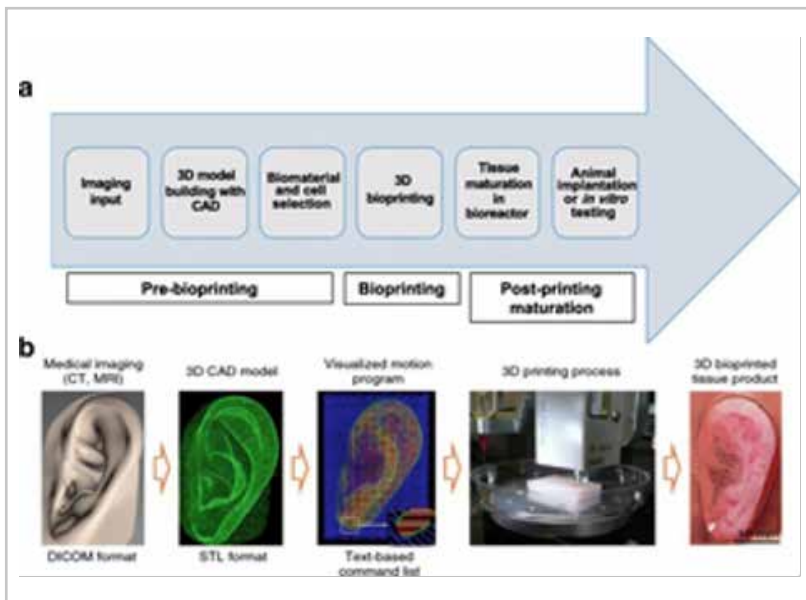 a
Imaging
input
3D model
building with
CAD
Biomaterial
and cell
selection
3D
bioprinting
Tissue
maturation
in
bioreactor
Animal
implantation
or in vitro
testing
Pre-bioprinting
Bioprinting
Post-printing
maturation
b
Medical imaging
(CT, MRI)
3D CAD model
Visualized motion
program
3D printing process
3D bioprinted
tissue product
DICOM format
STL format
Text-based
command list